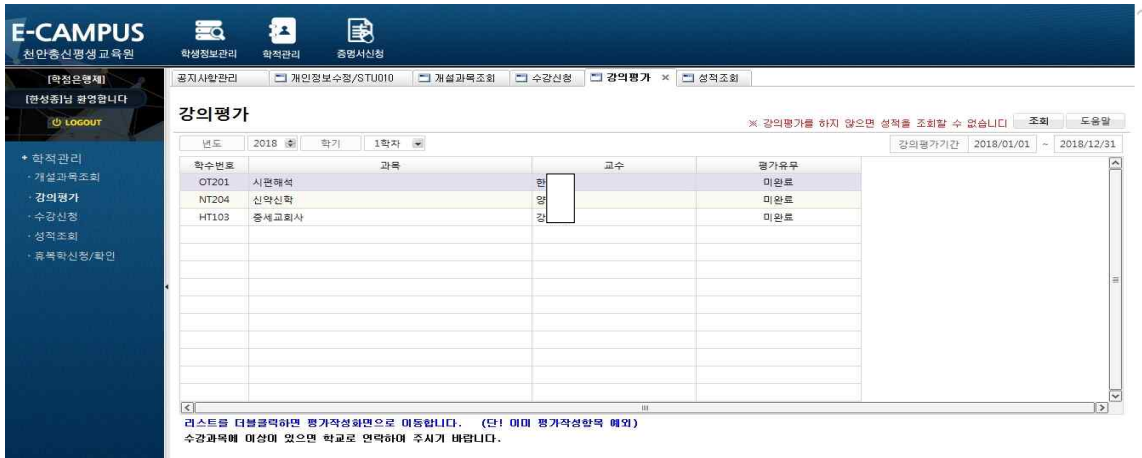 E-CAMPUS
천안총신평생교육원
학생정보관리
학적관리
증명서신청
[학점은행제]
[한성종]님 환영합니다
LOGOUT
학적관리
개설과목조회
강의평가
수강신청
성적조회
휴복학신청/확인
공지사항관리
개인정보수정/STU010
개설과목조회
수강신청
강의평가 ×
성적조회
강의평가
※ 강의평가를 하지 않으면 성적을 조회할 수 없습니다
조회
도움말
년도 2018 학기 1학차
강의평가기간 2018/01/01 ~ 2018/12/31
학수번호 과목 교수 평가유무
OT201 시편해석 한 미완료
NT204 신약신학 양 미완료
HT103 중세교회사 강 미완료
리스트를 더블클릭하면 평가작성화면으로 이동합니다. (단! 이미 평가작성항목 예외)
수강과목에 이상이 있으면 학교로 연락하여 주시기 바랍니다.